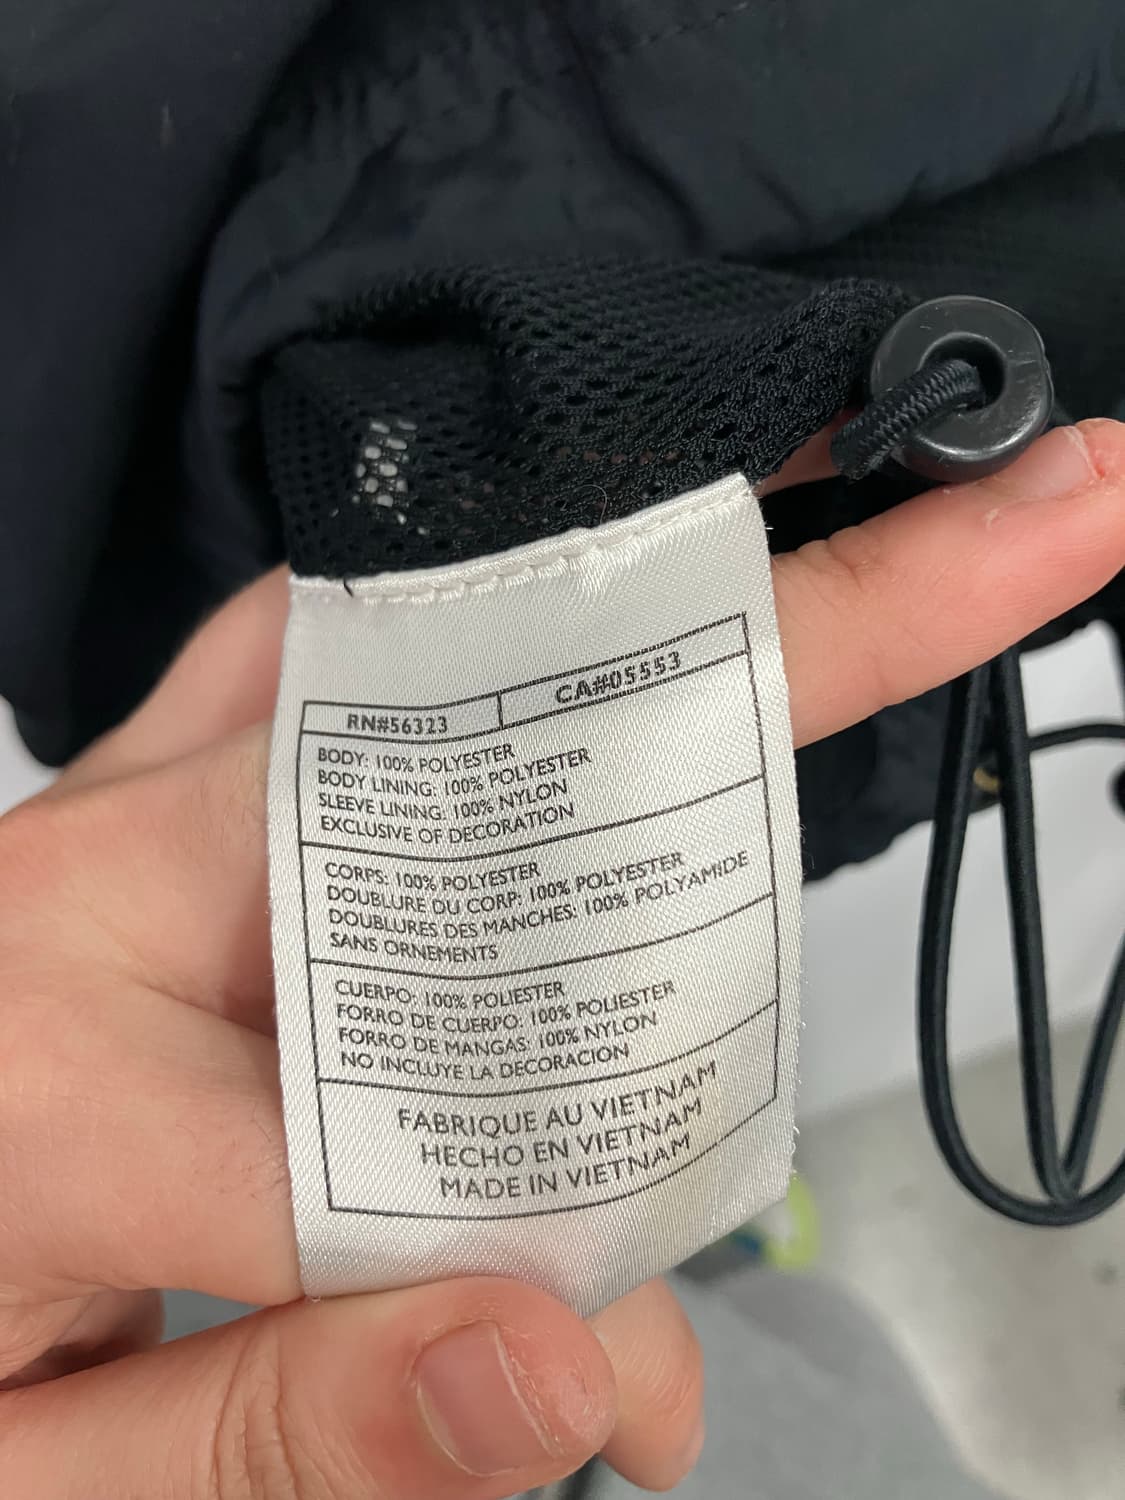 RN#56323
CA#05553
BODY: 100% POLYESTER
BODY LINING: 100% POLYESTER
SLEEVE LINING: 100% NYLON
EXCLUSIVE OF DECORATION
CORPS: 100% POLYESTER
DOUBLURE DU CORP: 100% POLYESTER
DOUBLURES DES MANCHES: 100% POLYAMIDE
SANS ORNEMENTS
CUERPO: 100% POLIESTER
FORRO DE CUERPO: 100% POLIESTER
FORRO DE MANGAS: 100% NYLON
NO INCLUYE LA DECORACION
FABRIQUE AU VIETNAM
HECHO EN VIETNAM
MADE IN VIETNAM